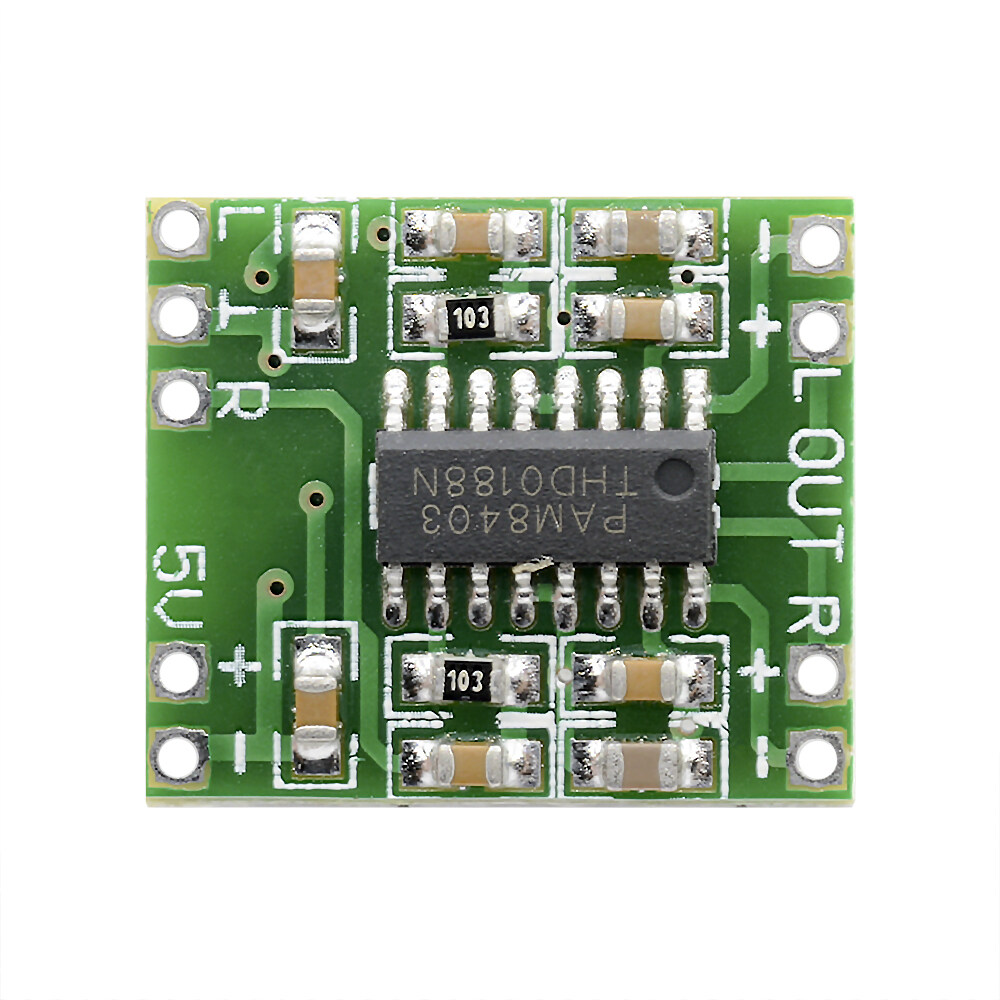 L
⊥
R
5V
+
-
103
103
PAM8403
THD0188N
-
+
L OUT R
+
-